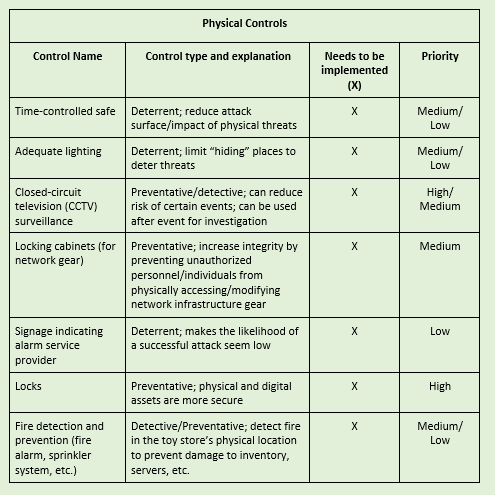 Physical Controls
Control Name
Control type and explanation
Needs to be
implemented
(X)
Priority
Time-controlled safe
Deterrent; reduce attack
surface/impact of physical threats
X
Medium/
Low
Adequate lighting
Deterrent; limit “hiding” places to
deter threats
X
Medium/
Low
Closed-circuit
television (CCTV)
surveillance
Preventative/detective; can reduce
risk of certain events; can be used
after event for investigation
X
High/
Medium
Locking cabinets (for
network gear)
Preventative; increase integrity by
preventing unauthorized
personnel/individuals from
physically accessing/modifying
network infrastructure gear
X
Medium
Signage indicating
alarm service
provider
Deterrent; makes the likelihood of
a successful attack seem low
X
Low
Locks
Preventative; physical and digital
assets are more secure
X
High
Fire detection and
prevention (fire
alarm, sprinkler
system, etc.)
Detective/Preventative; detect fire
in the toy store’s physical location
to prevent damage to inventory,
servers, etc.
X
Medium/
Low